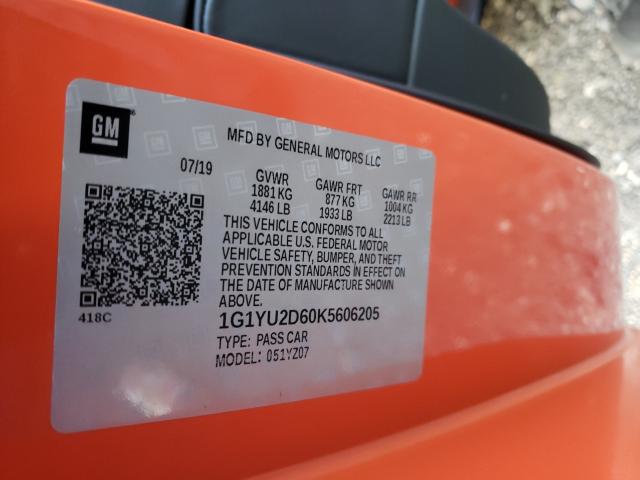 GM
MFD BY GENERAL MOTORS LLC
07/19
GVWR
1881 KG
4146 LB
GAWR FRT
877 KG
1933 LB
GAWR RR
1004 KG
2213 LB
THIS VEHICLE CONFORMS TO ALL
APPLICABLE U.S. FEDERAL MOTOR
VEHICLE SAFETY, BUMPER, AND THEFT
PREVENTION STANDARDS IN EFFECT ON
THE DATE OF MANUFACTURE SHOWN
ABOVE.
418C
1G1YU2D60K5606205
TYPE: PASS CAR
MODEL: 051YZ07